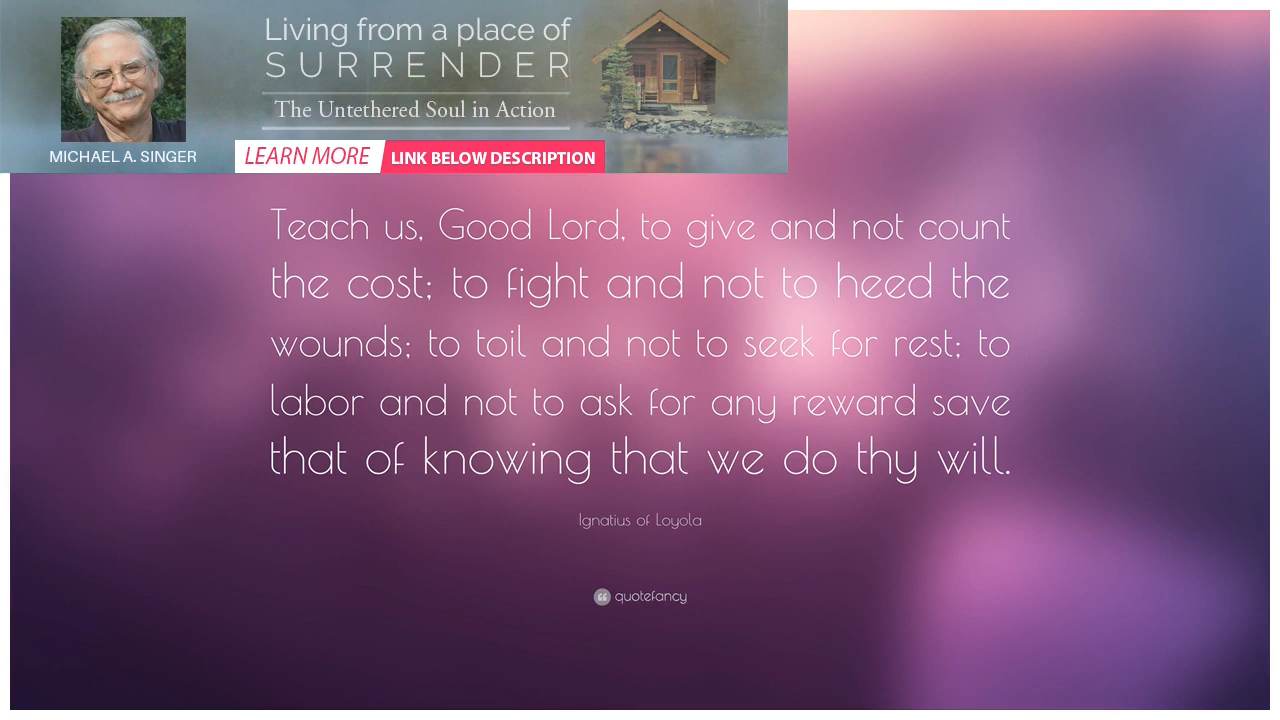 Living from a place of
SURRENDER
The Untethered Soul in Action
MICHAEL A. SINGER
LEARN MORE LINK BELOW DESCRIPTION
Teach us, Good Lord, to give and not count
the cost; to fight and not to heed the
wounds; to toil and not to seek for rest; to
labor and not to ask for any reward save
that of knowing that we do thy will.
Ignatius of Loyola
quotefancy